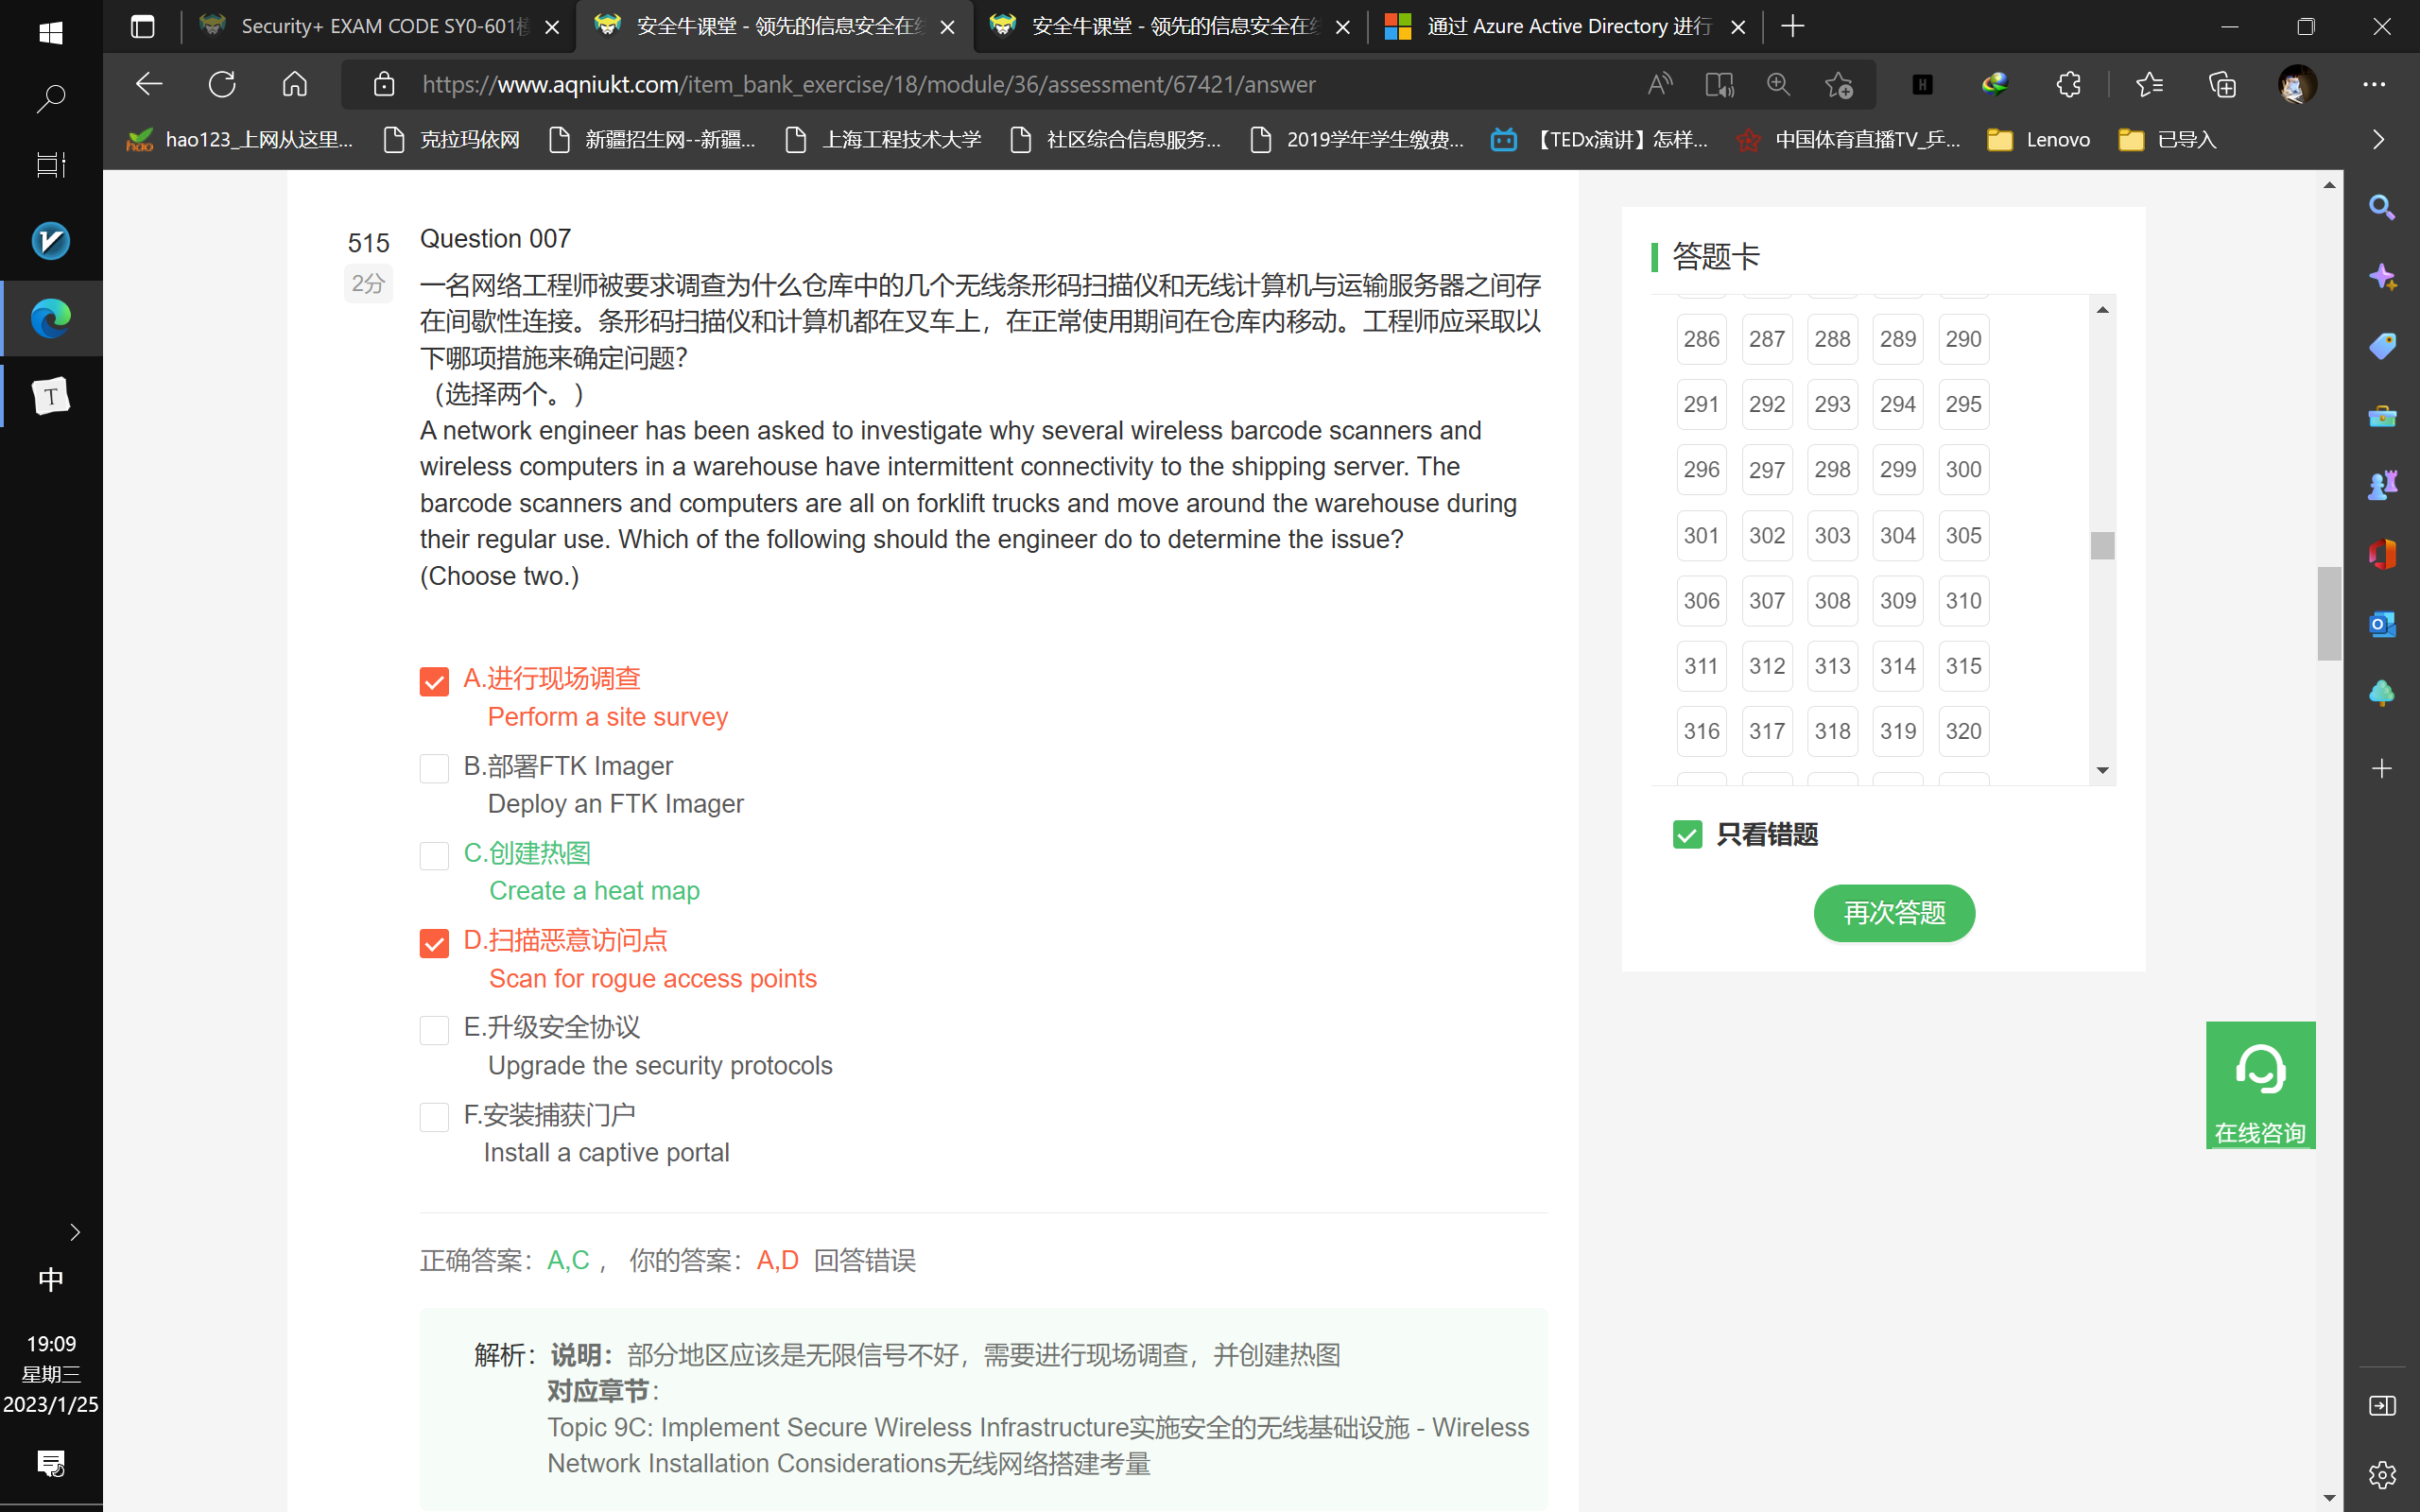 Security+ EXAM CODE SY0-601模
安全牛课堂 - 领先的信息安全在线
安全牛课堂 - 领先的信息安全在线
通过 Azure Active Directory 进行
https://www.aqniukt.com/item_bank_exercise/18/module/36/assessment/67421/answer
hao123_上网从这里...
克拉玛依网
新疆招生网--新疆...
上海工程技术大学
社区综合信息服务...
2019学年学生缴费...
【TEDx演讲】怎样...
中国体育直播TV_乒...
Lenovo
已导入
515
2分
Question 007
一名网络工程师被要求调查为什么仓库中的几个无线条形码扫描仪和无线计算机与运输服务器之间存
在间歇性连接。条形码扫描仪和计算机都在叉车上，在正常使用期间在仓库内移动。工程师应采取以
下哪项措施来确定问题？
（选择两个。）
A network engineer has been asked to investigate why several wireless barcode scanners and
wireless computers in a warehouse have intermittent connectivity to the shipping server. The
barcode scanners and computers are all on forklift trucks and move around the warehouse during
their regular use. Which of the following should the engineer do to determine the issue?
(Choose two.)
A.进行现场调查
Perform a site survey
B.部署FTK Imager
Deploy an FTK Imager
C.创建热图
Create a heat map
D.扫描恶意访问点
Scan for rogue access points
E.升级安全协议
Upgrade the security protocols
F.安装捕获门户
Install a captive portal
正确答案：A,C ， 你的答案：A,D 回答错误
解析：说明：部分地区应该是无限信号不好，需要进行现场调查，并创建热图
对应章节：
Topic 9C: Implement Secure Wireless Infrastructure实施安全的无线基础设施 - Wireless
Network Installation Considerations无线网络搭建考量
答题卡
286 287 288 289 290
291 292 293 294 295
296 297 298 299 300
301 302 303 304 305
306 307 308 309 310
311 312 313 314 315
316 317 318 319 320
只看错题
再次答题
在线咨询
中
19:09
星期三
2023/1/25